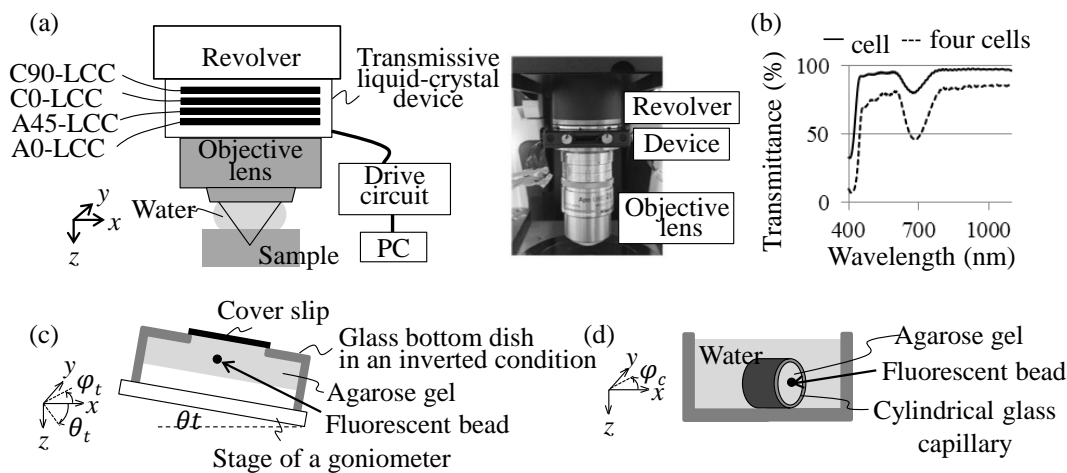 (a)
Revolver
Transmissive
liquid-crystal
device
C90-LCC
C0-LCC
A45-LCC
A0-LCC
Objective
lens
Drive
circuit
PC
Water
Sample
y
x
z
Revolver
Device
Objective
lens
(b)
cell
four cells
Transmittance (%)
100
50
0
400
700
1000
Wavelength (nm)
(c)
Cover slip
Glass bottom dish
in an inverted condition
Agarose gel
Fluorescent bead
Stage of a goniometer
θt
y
φt
x
z
θt
(d)
Water
Agarose gel
Fluorescent bead
Cylindrical glass
capillary
y
φc
x
z